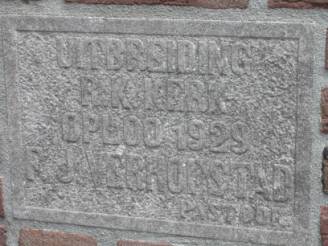 UITBREIDING
R.K. KERK
OPLOO 1929
P. J. VERHOFSTAD
PASTOOR.